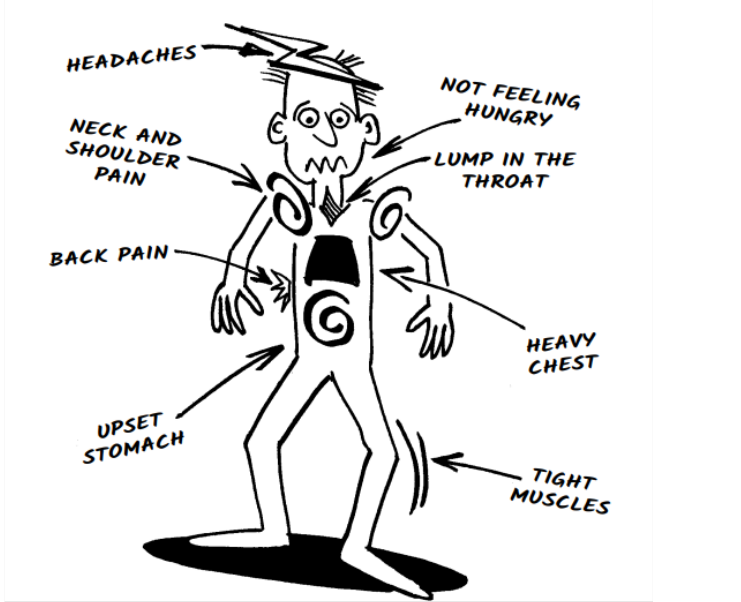 HEADACHES
NOT FEELING
HUNGRY
NECK AND
SHOULDER
PAIN
LUMP IN THE
THROAT
BACK PAIN
HEAVY
CHEST
UPSET
STOMACH
TIGHT
MUSCLES